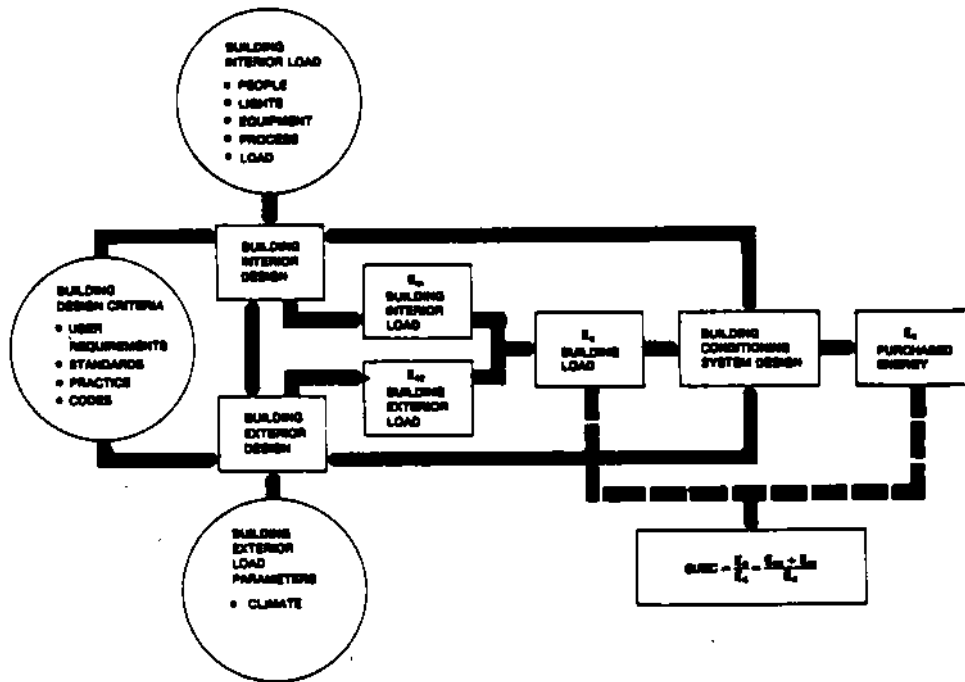 BUILDING
INTERIOR LOAD
• PEOPLE
• LIGHTS
• EQUIPMENT
• PROCESS
• LOAD
BUILDING
INTERIOR
DESIGN
BUILDING
DESIGN CRITERIA
• USER
REQUIREMENTS
• STANDARDS
• PRACTICE
• CODES
BUILDING
INTERIOR
LOAD
BUILDING
LOAD
BUILDING
CONDITIONING
SYSTEM DESIGN
PURCHASED
ENERGY
BUILDING
EXTERIOR
LOAD
BUILDING
EXTERIOR
DESIGN
BUILDING
EXTERIOR
LOAD
PARAMETERS
• CLIMATE